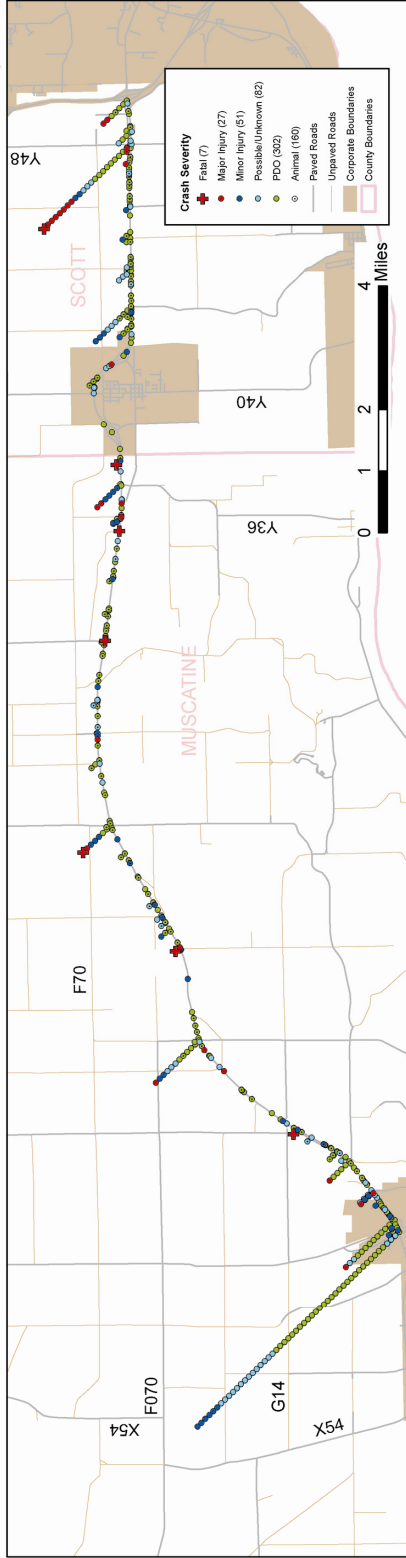 Y48
SCOTT
Crash Severity
Fatal (7)
Major Injury (27)
Minor Injury (51)
Possible/Unknown (82)
PDO (302)
Animal (160)
Paved Roads
Unpaved Roads
Corporate Boundaries
County Boundaries
Y40
Y36
MUSCATINE
F70
F070
X54
G14
X54
0 1 2 4
Miles